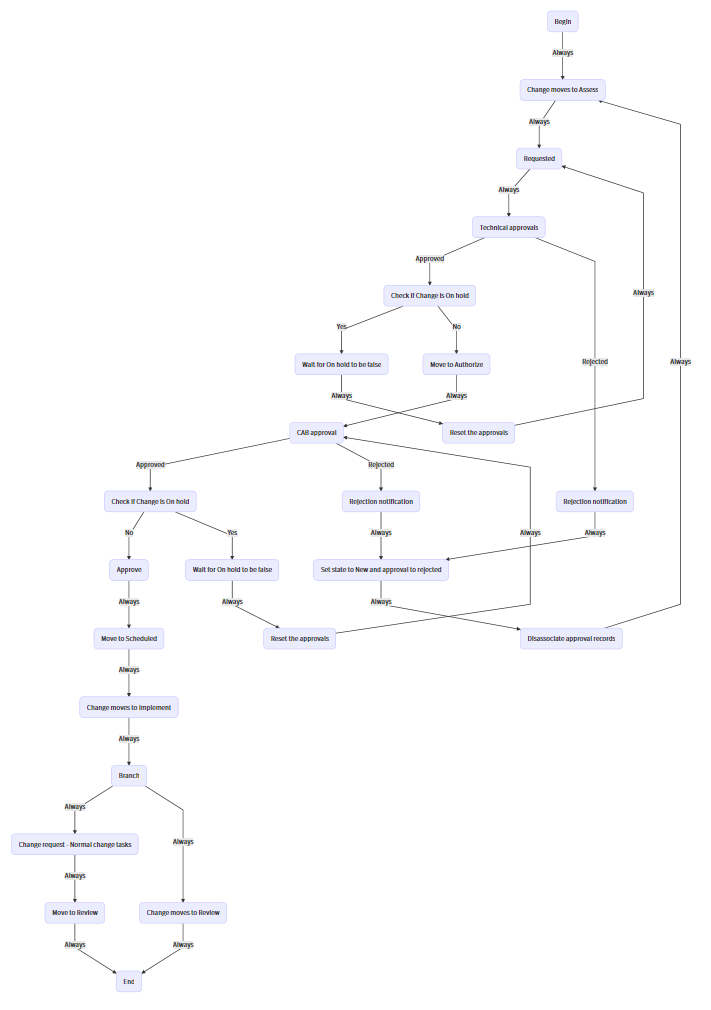 Begin
Always
Change moves to Assess
Always
Requested
Always
Technical approvals
Approved
Check if Change is On hold
Always
Yes
No
Wait for On hold to be false
Move to Authorize
Rejected
Always
Always
Always
CAB approval
Reset the approvals
Approved
Rejected
Check if Change is On hold
Rejection notification
Rejection notification
No
Yes
Always
Always
Always
Approve
Wait for On hold to be false
Set state to New and approval to rejected
Always
Always
Always
Move to Scheduled
Reset the approvals
Disassociate approval records
Always
Change moves to Implement
Always
Branch
Always
Change request - Normal change tasks
Always
Always
Move to Review
Change moves to Review
Always
Always
End